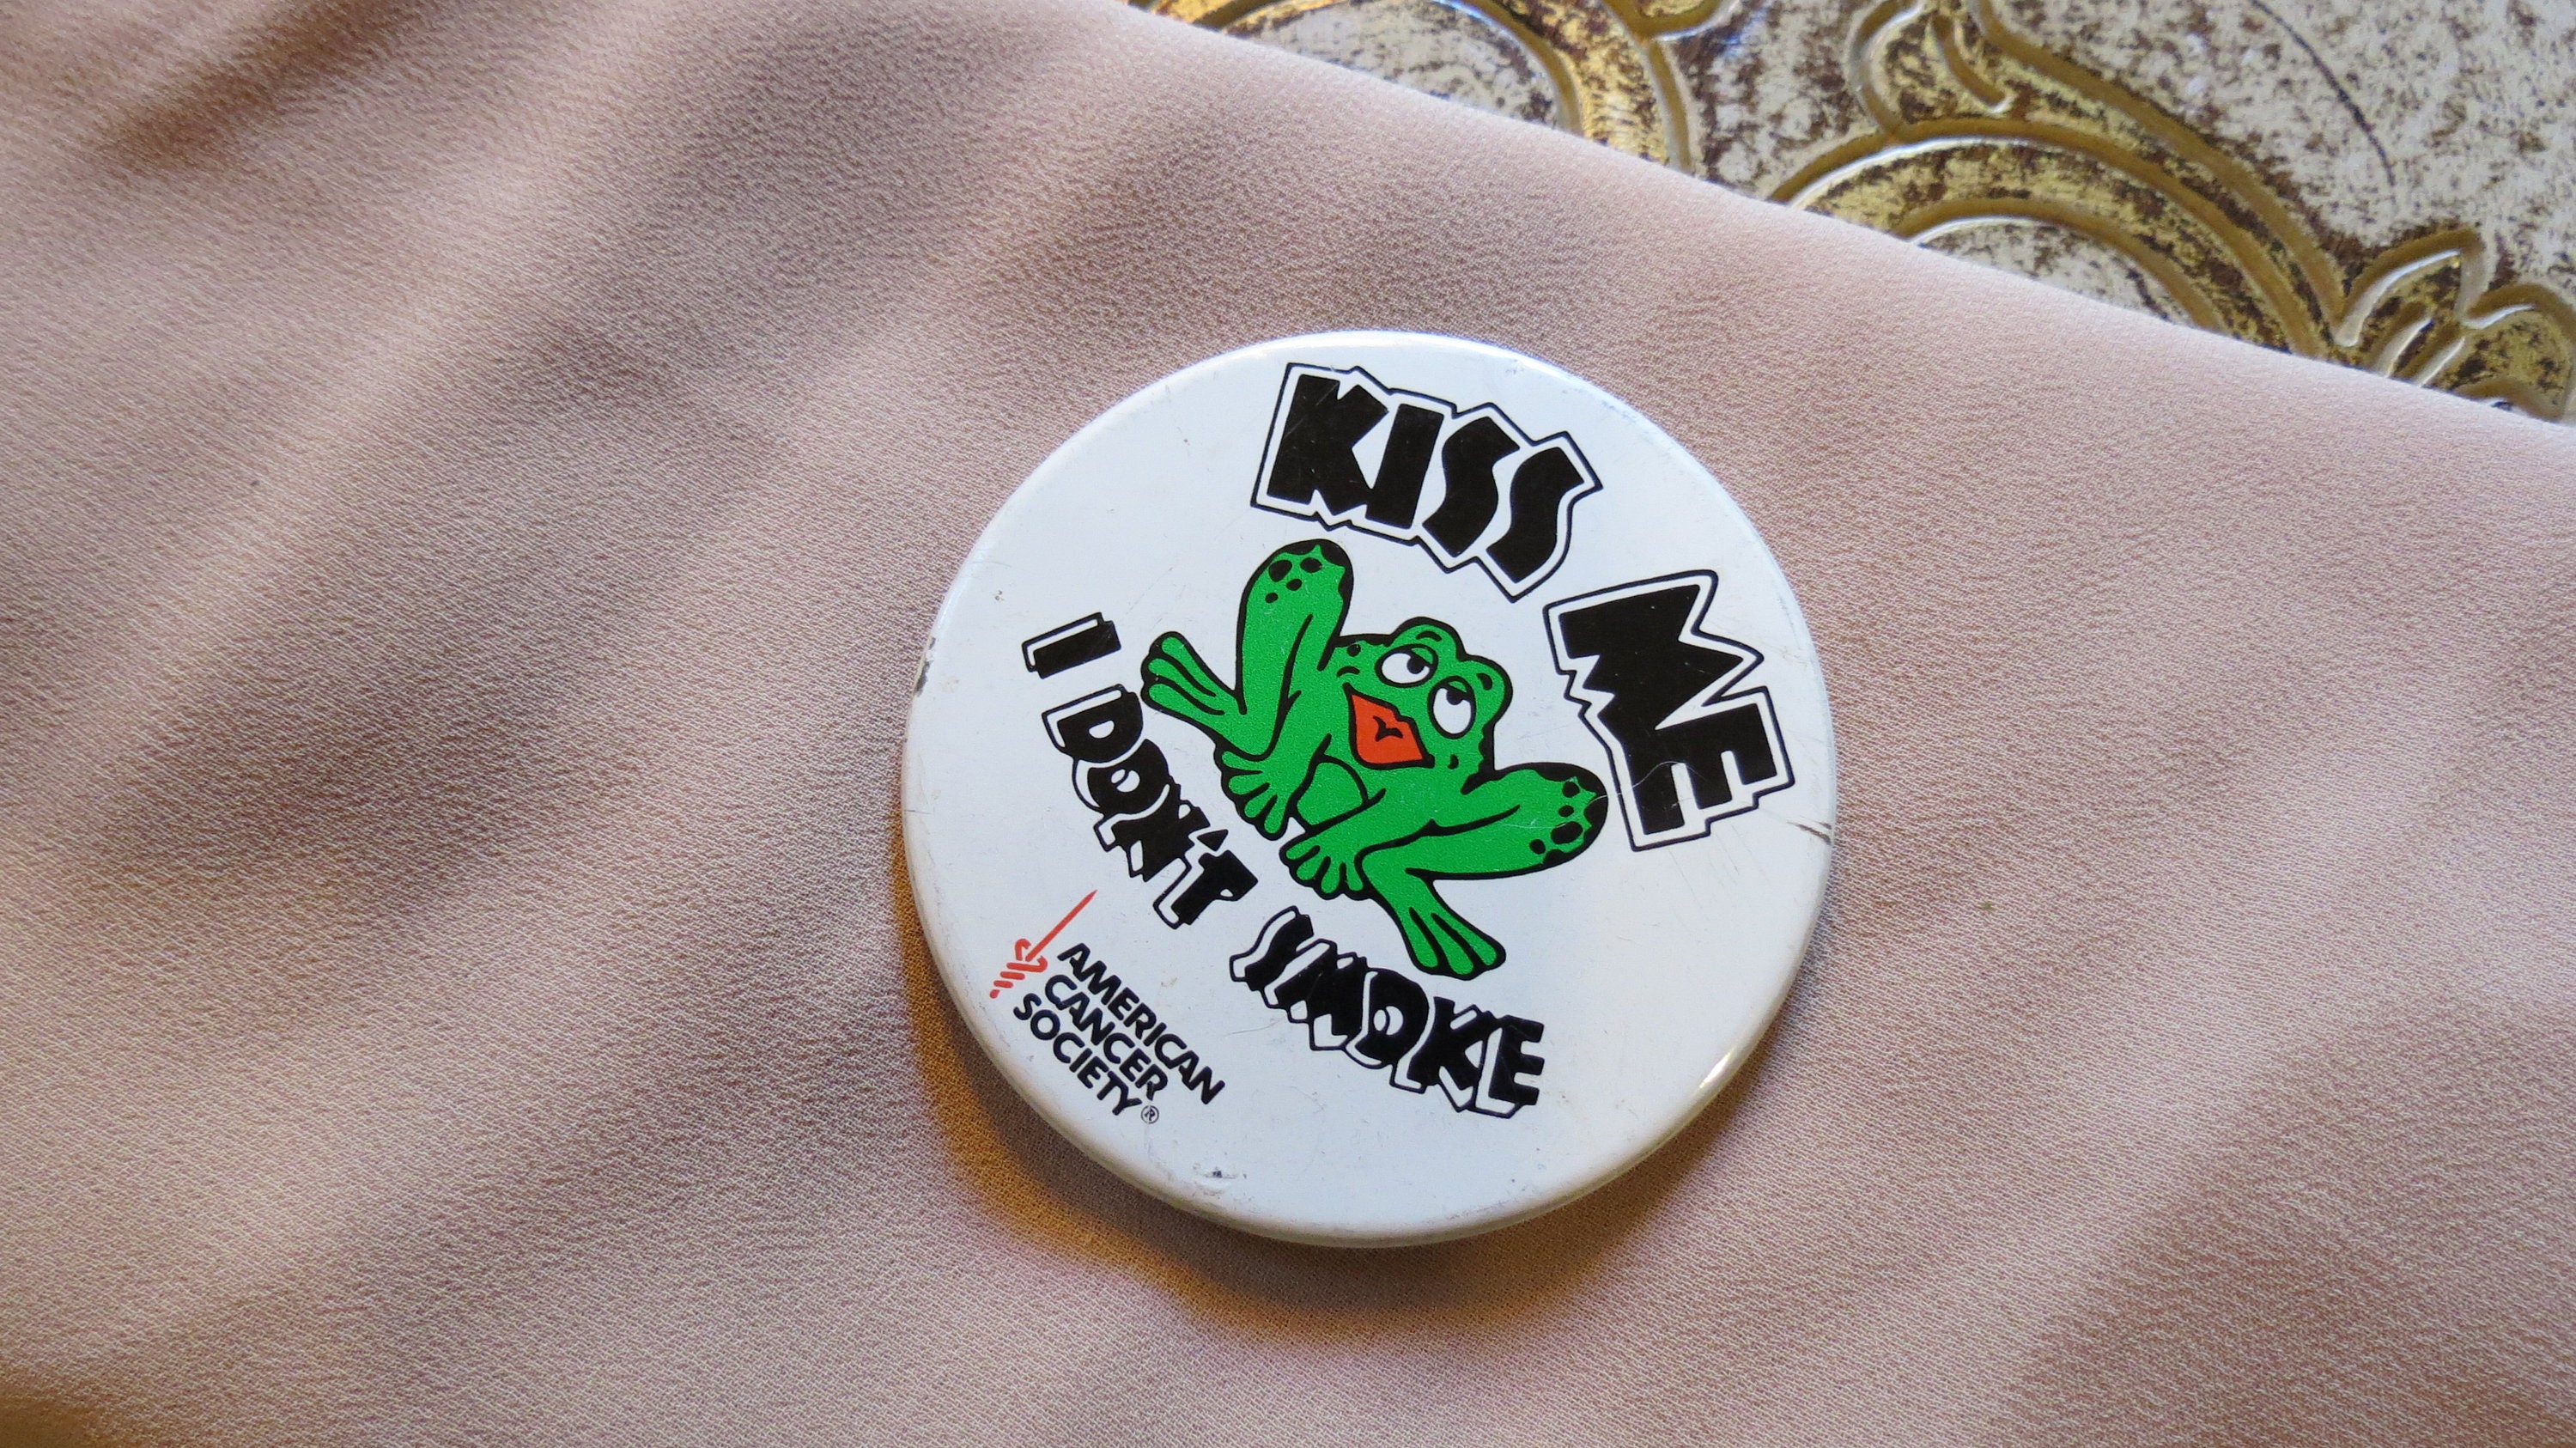 KISS ME
I DON'T SMOKE
AMERICAN
CANCER
SOCIETY®